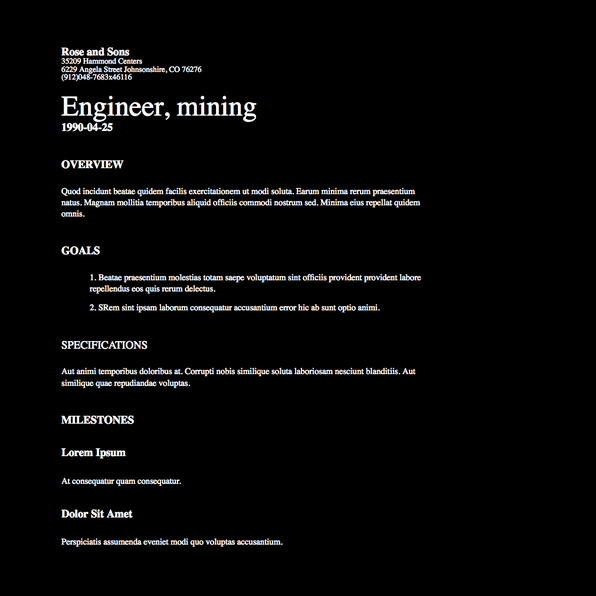 Rose and Sons
35209 Hammond Centers
6229 Angela Street Johnsonshire, CO 76276
(912)048-7683x46116
Engineer, mining
1990-04-25
OVERVIEW
Quod incidunt beatae quidem facilis exercitationem ut modi soluta. Earum minima rerum praesentium
natus. Magnam mollitia temporibus aliquid officiis commodi nostrum sed. Minima eius repellat quidem
omnis.
GOALS
1. Beatae praesentium molestias totam saepe voluptatum sint officiis provident provident labore
repellendus eos quis rerum delectus.
2. SRem sint ipsam laborum consequatur accusantium error hic ab sunt optio animi.
SPECIFICATIONS
Aut animi temporibus doloribus at. Corrupti nobis similique soluta laboriosam nesciunt blanditiis. Aut
similique quae repudiandae voluptas.
MILESTONES
Lorem Ipsum
At consequatur quam consequatur.
Dolor Sit Amet
Perspiciatis assumenda eveniet modi quo voluptas accusantium.